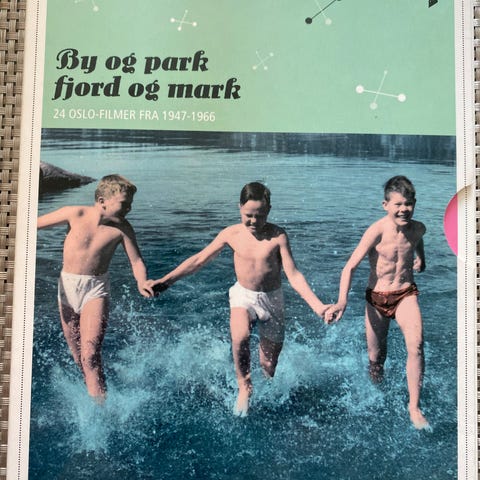 By og park
fjord og mark
24 OSLO-FILMER FRA 1947-1966